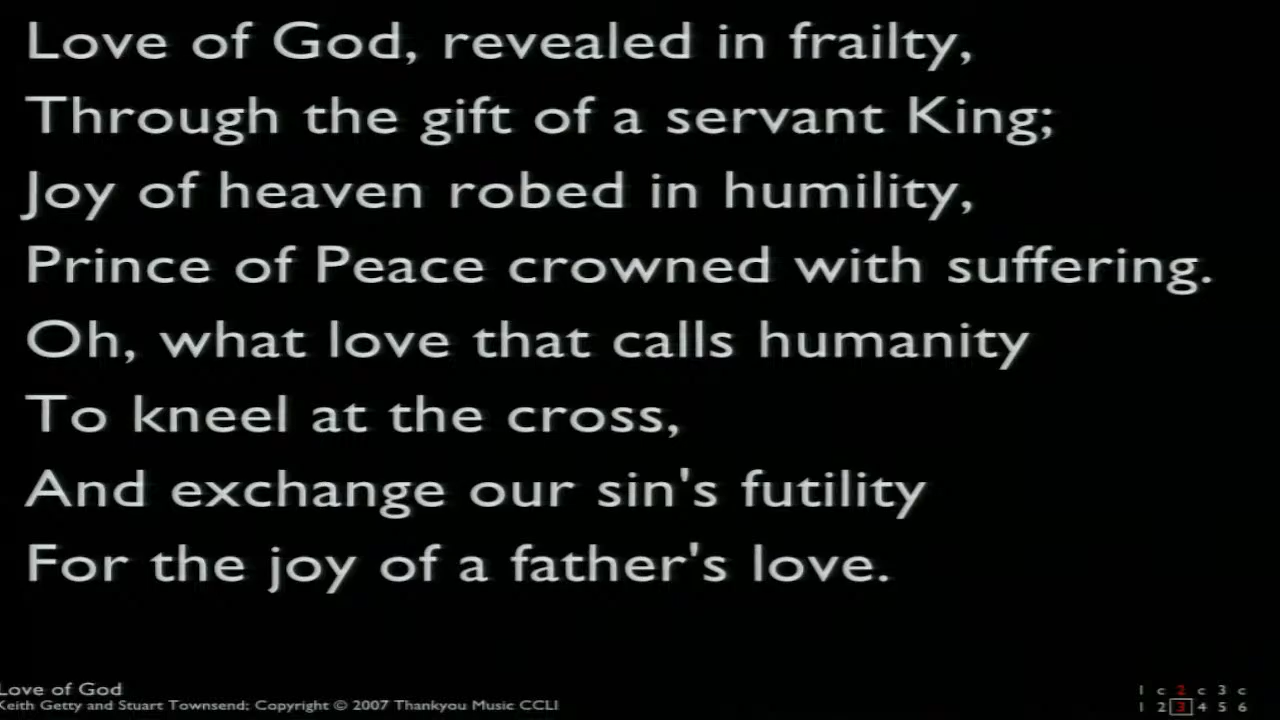 Love of God, revealed in frailty,
Through the gift of a servant King;
Joy of heaven robed in humility,
Prince of Peace crowned with suffering.
Oh, what love that calls humanity
To kneel at the cross,
And exchange our sin's futility
For the joy of a father's love.
Love of God
Keith Getty and Stuart Townsend; Copyright © 2007 Thankyou Music CCLI
1 c 2 c 3 c
1 2 3 4 5 6